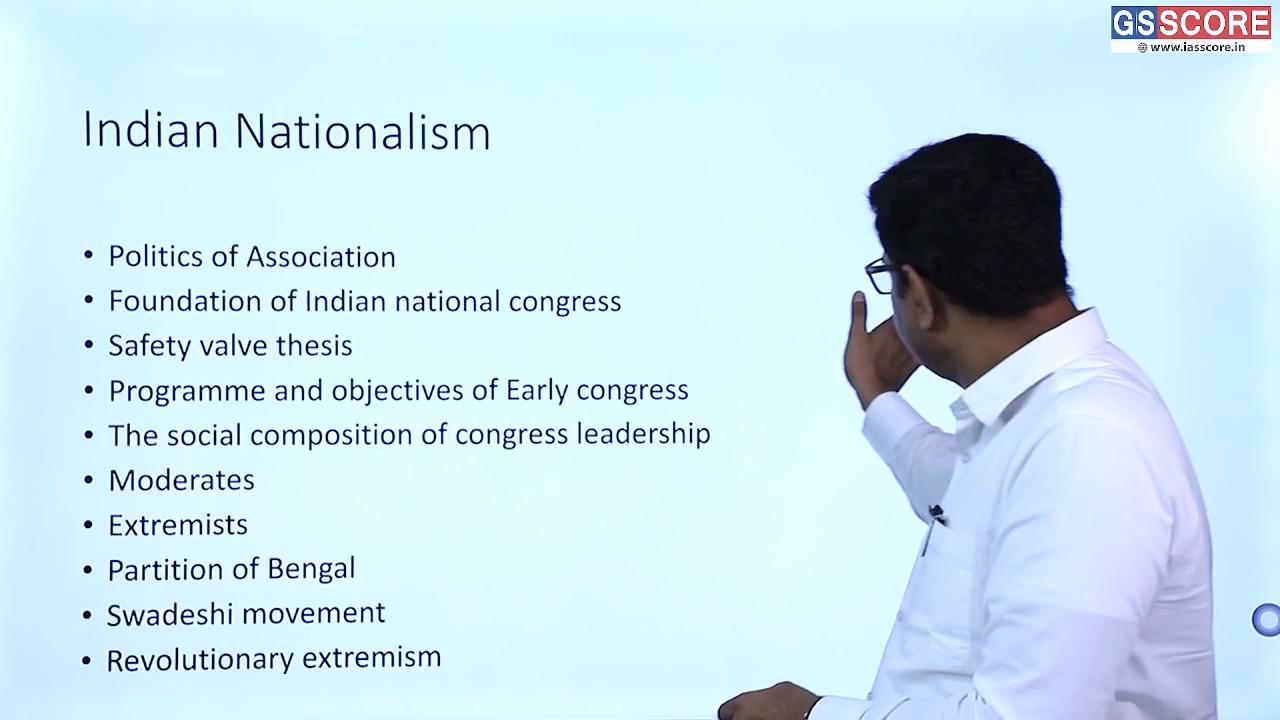 GSSCORE
www.iasscore.in
Indian Nationalism
• Politics of Association
• Foundation of Indian national congress
• Safety valve thesis
• Programme and objectives of Early congress
• The social composition of congress leadership
• Moderates
• Extremists
• Partition of Bengal
• Swadeshi movement
• Revolutionary extremism